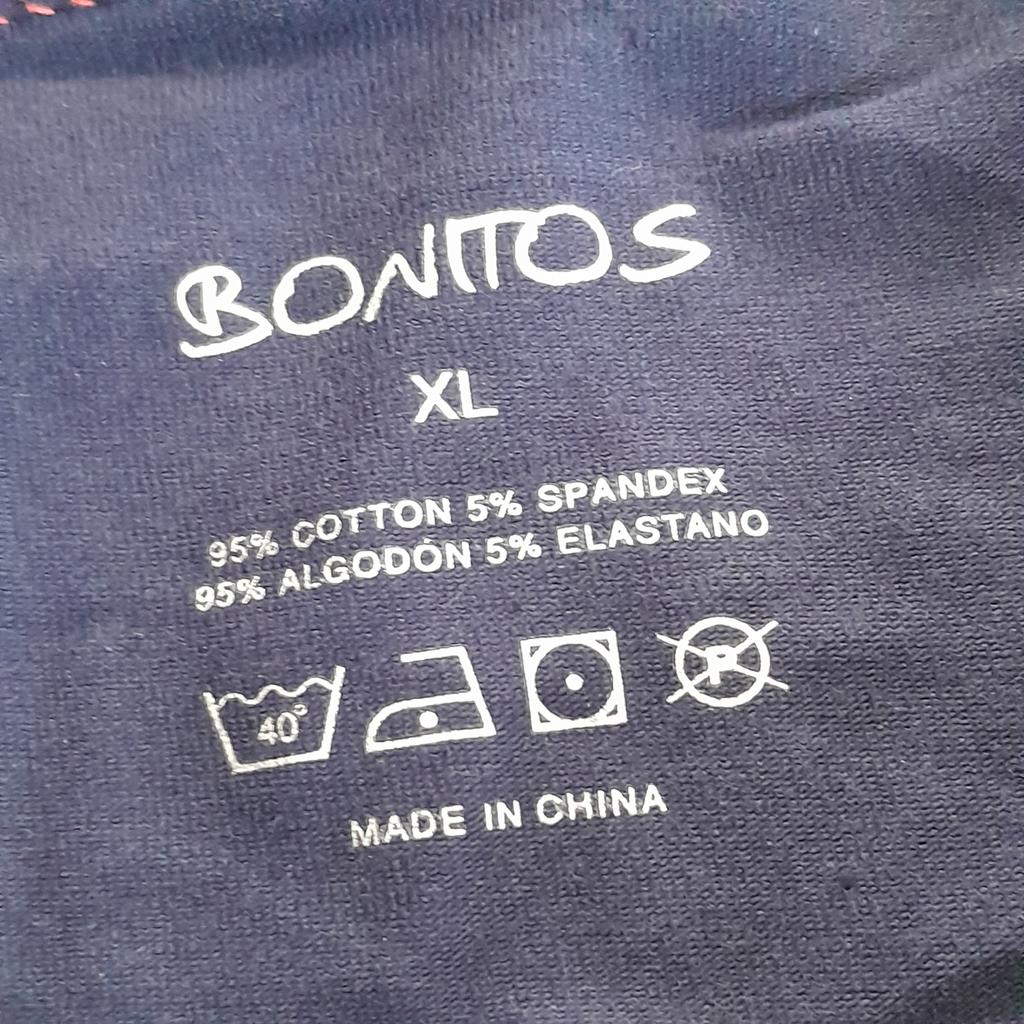 BONITOS
XL
95% COTTON 5% SPANDEX
95% ALGODÓN 5% ELASTANO
40° P
MADE IN CHINA